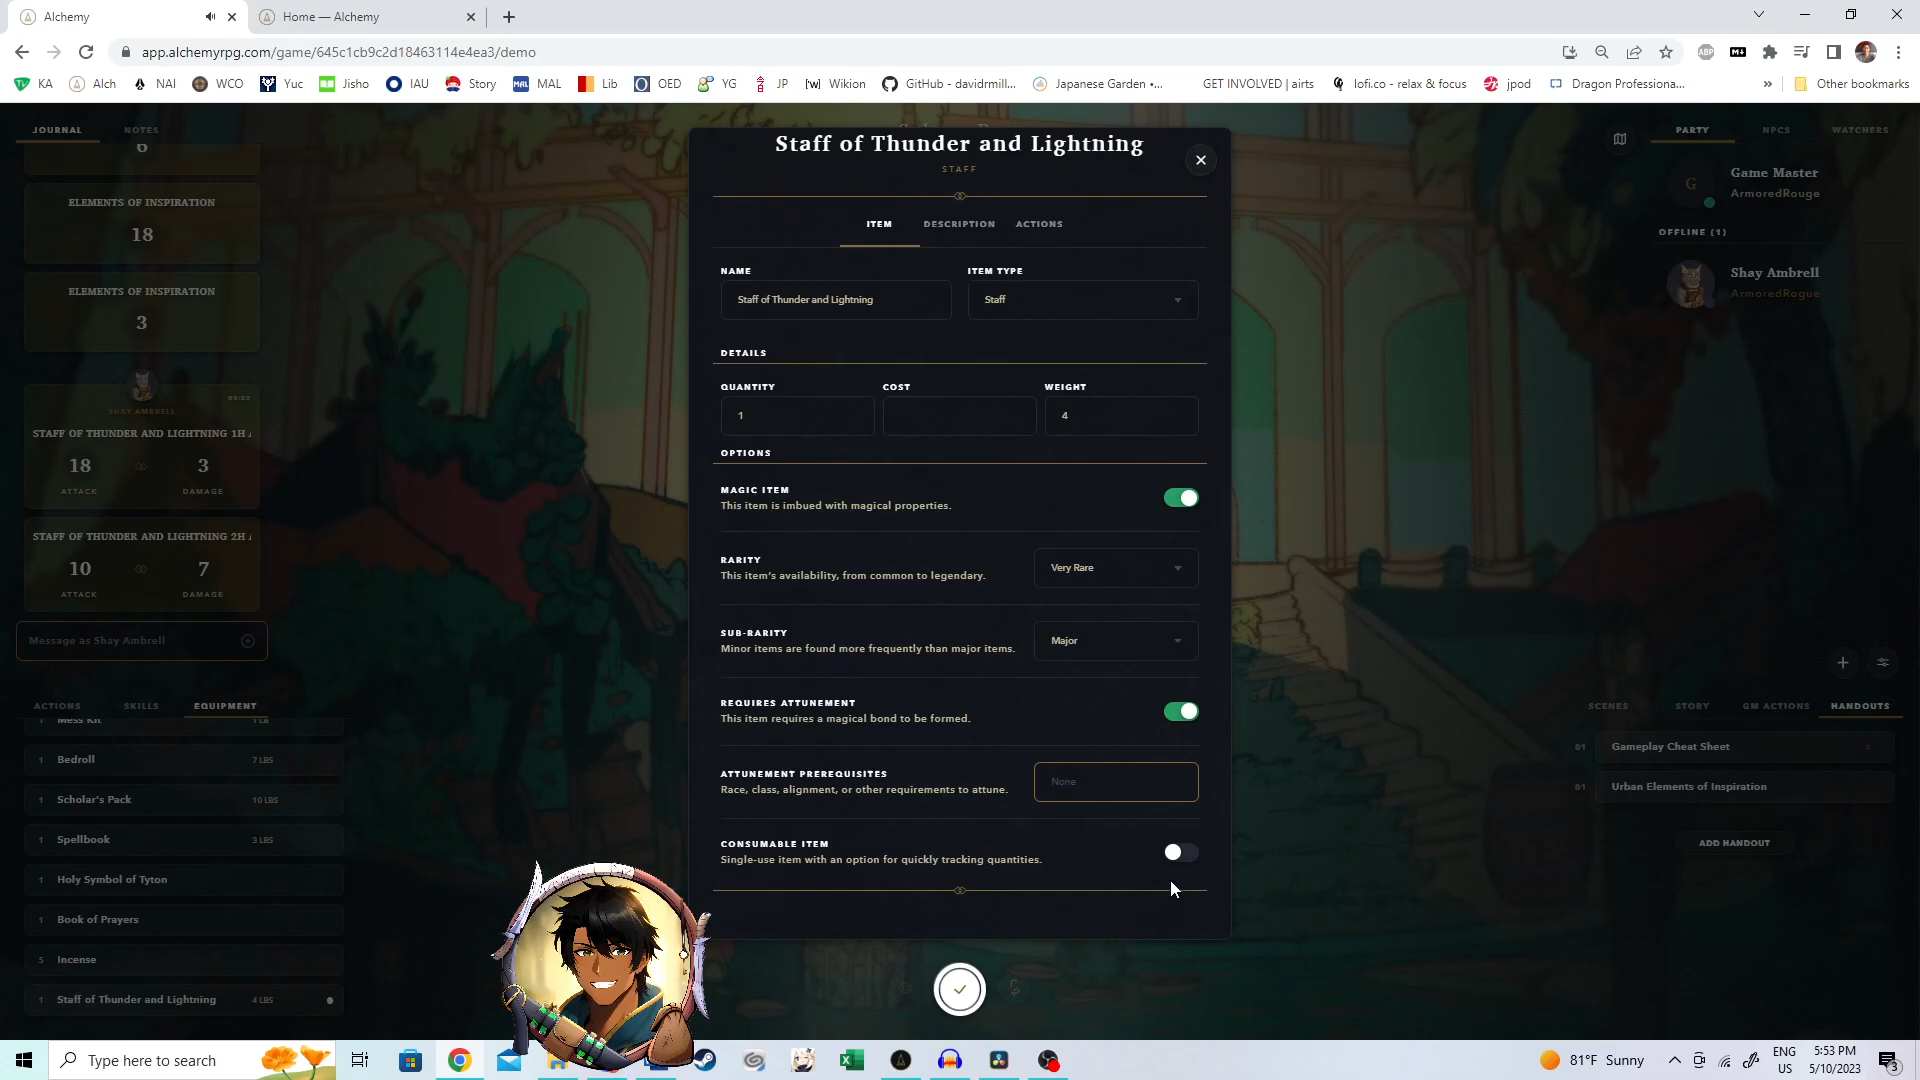 Alchemy
Home — Alchemy
app.alchemyrpg.com/game/645c1cb9c2d18463114e4ea3/demo
KA
Alch
NAI
WCO
Yuc
Jisho
IAU
Story
MAL
Lib
OED
YG
JP
Wikion
GitHub - davidrmill...
Japanese Garden •...
GET INVOLVED | airts
lofi.co - relax & focus
jpod
Dragon Professiona...
»
Other bookmarks
JOURNAL
NOTES
6
ELEMENTS OF INSPIRATION
18
ELEMENTS OF INSPIRATION
3
SHAY AMBRELL
STAFF OF THUNDER AND LIGHTNING 1H
18
3
ATTACK
DAMAGE
STAFF OF THUNDER AND LIGHTNING 2H
10
7
ATTACK
DAMAGE
Message as Shay Ambrell
ACTIONS
SKILLS
EQUIPMENT
1 Mess Kit 1 LB
1 Bedroll 7 LBS
1 Scholar's Pack 10 LBS
1 Spellbook 3 LBS
1 Holy Symbol of Tyton
1 Book of Prayers
5 Incense
1 Staff of Thunder and Lightning 4 LBS
Staff of Thunder and Lightning
STAFF
ITEM
DESCRIPTION
ACTIONS
NAME
ITEM TYPE
Staff of Thunder and Lightning
Staff
DETAILS
QUANTITY
COST
WEIGHT
1
4
OPTIONS
MAGIC ITEM
This item is imbued with magical properties.
RARITY
This item's availability, from common to legendary.
Very Rare
SUB-RARITY
Minor items are found more frequently than major items.
Major
REQUIRES ATTUNEMENT
This item requires a magical bond to be formed.
ATTUNEMENT PREREQUISITES
Race, class, alignment, or other requirements to attune.
None
CONSUMABLE ITEM
Single-use item with an option for quickly tracking quantities.
PARTY
NPCS
WATCHERS
G
Game Master
ArmoredRouge
OFFLINE (1)
Shay Ambrell
ArmoredRogue
SCENES
STORY
GM ACTIONS
HANDOUTS
01 Gameplay Cheat Sheet
01 Urban Elements of Inspiration
ADD HANDOUT
Type here to search
81°F Sunny
ENG
US
5:53 PM
5/10/2023
3